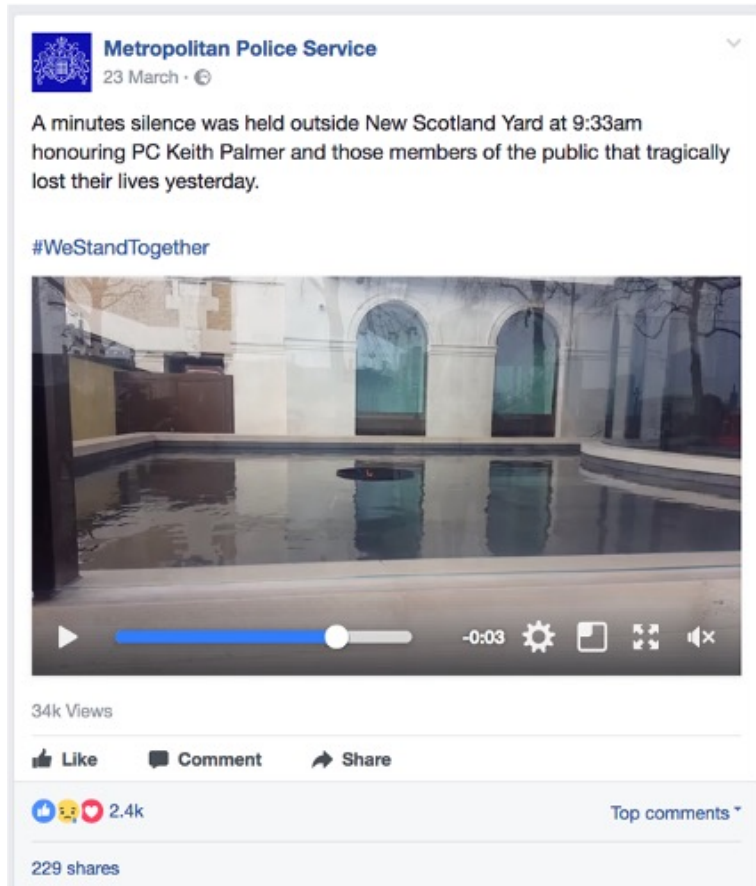 Metropolitan Police Service
23 March ·
A minutes silence was held outside New Scotland Yard at 9:33am
honouring PC Keith Palmer and those members of the public that tragically
lost their lives yesterday.
#WeStandTogether
-0:03
34k Views
Like Comment Share
2.4k Top comments
229 shares